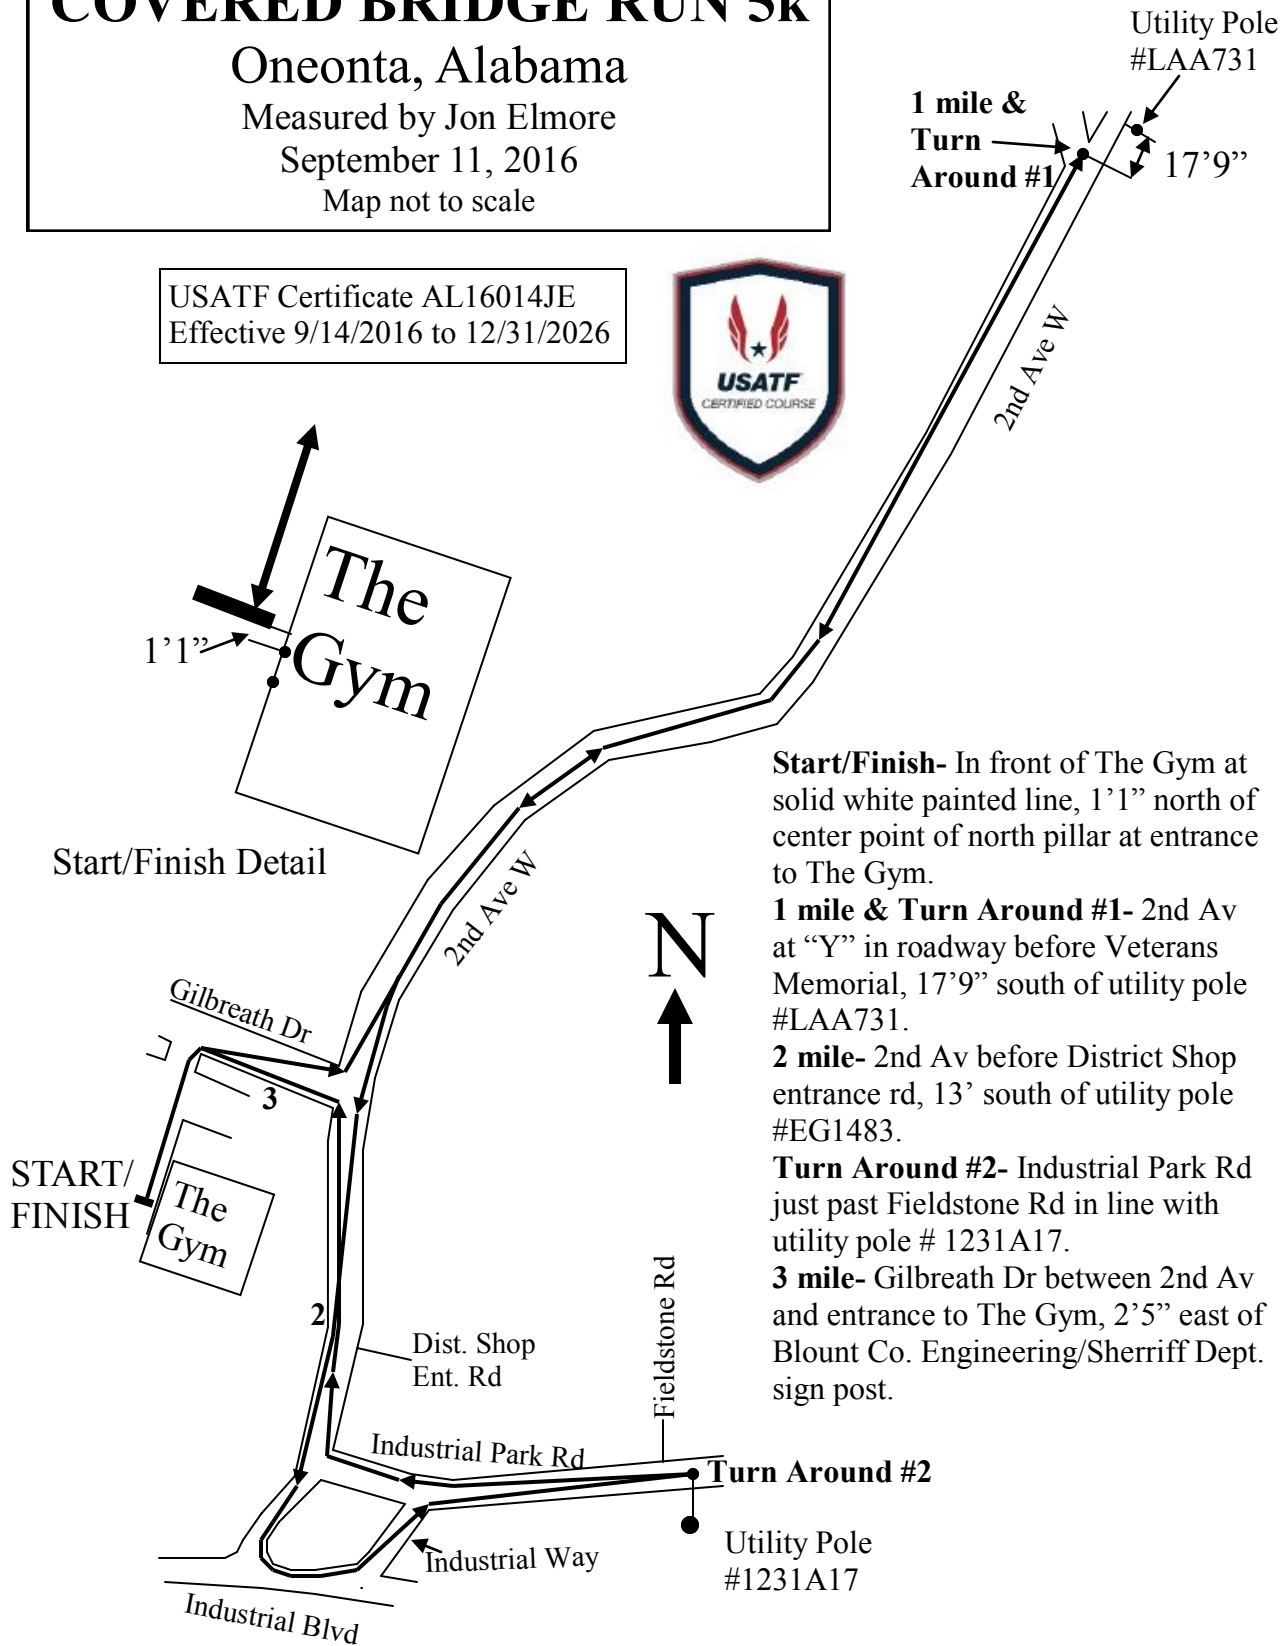 COVERED BRIDGE RUN 5k
Oneonta, Alabama
Measured by Jon Elmore
September 11, 2016
Map not to scale
Utility Pole
#LAA731
1 mile &
Turn
Around #1
17’9”
USATF Certificate AL16014JE
Effective 9/14/2016 to 12/31/2026
USATF
CERTIFIED COURSE
2nd Ave W
The
Gym
1’1”
Start/Finish Detail
2nd Ave W
N
Start/Finish- In front of The Gym at
solid white painted line, 1’1” north of
center point of north pillar at entrance
to The Gym.
1 mile & Turn Around #1- 2nd Av
at “Y” in roadway before Veterans
Memorial, 17’9” south of utility pole
#LAA731.
2 mile- 2nd Av before District Shop
entrance rd, 13’ south of utility pole
#EG1483.
Turn Around #2- Industrial Park Rd
just past Fieldstone Rd in line with
utility pole # 1231A17.
3 mile- Gilbreath Dr between 2nd Av
and entrance to The Gym, 2’5” east of
Blount Co. Engineering/Sherriff Dept.
sign post.
Gilbreath Dr
3
START/
FINISH
The
Gym
2
Dist. Shop
Ent. Rd
Fieldstone Rd
Industrial Park Rd
Turn Around #2
Industrial Way
Utility Pole
#1231A17
Industrial Blvd